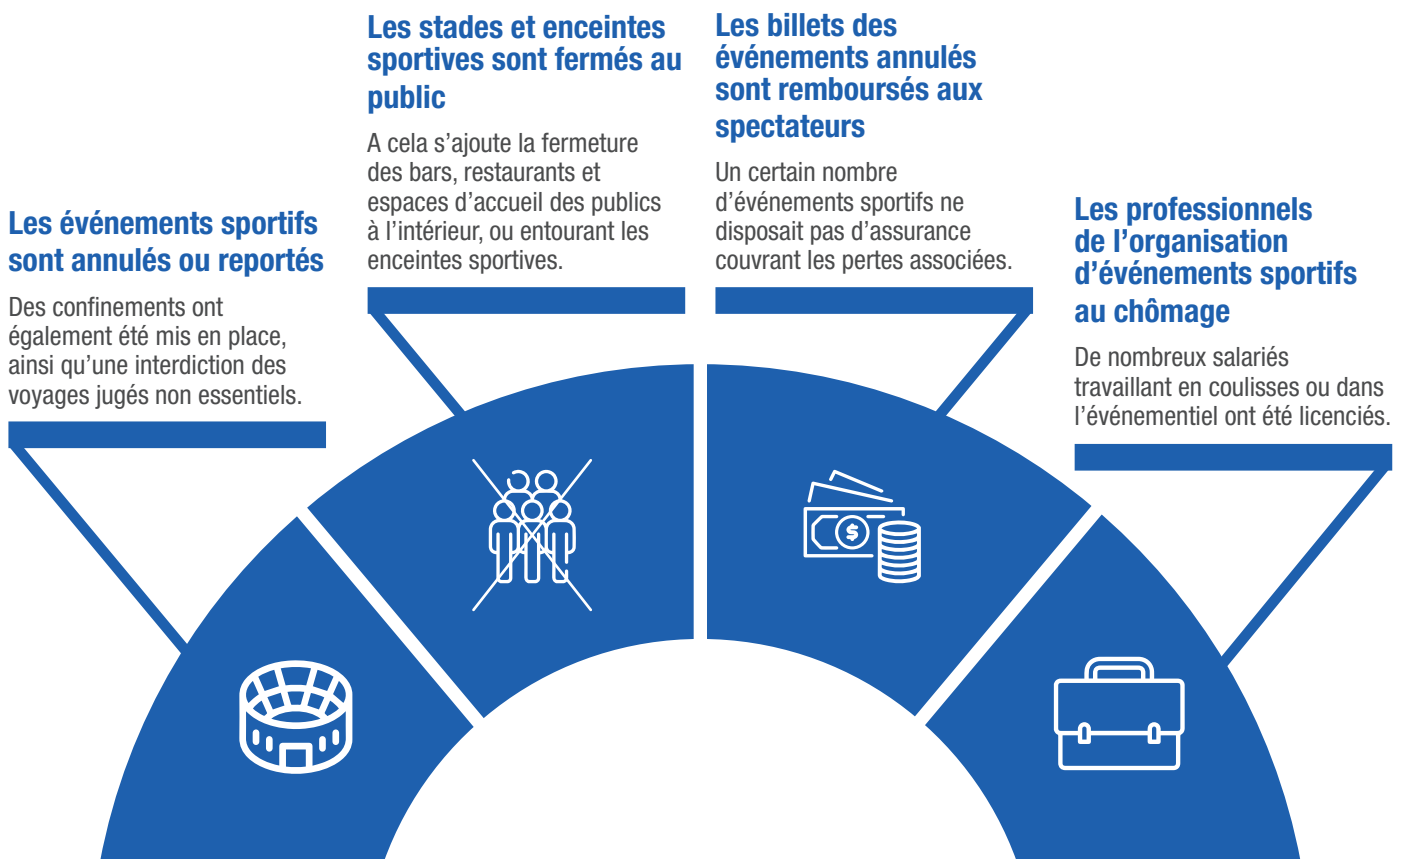 Les événements sportifs
sont annulés ou reportés
Des confinements ont
également été mis en place,
ainsi qu’une interdiction des
voyages jugés non essentiels.
Les stades et enceintes
sportives sont fermés au
public
A cela s’ajoute la fermeture
des bars, restaurants et
espaces d’accueil des publics
à l’intérieur, ou entourant les
enceintes sportives.
Les billets des
événements annulés
sont remboursés aux
spectateurs
Un certain nombre
d’événements sportifs ne
disposait pas d’assurance
couvrant les pertes associées.
Les professionnels
de l’organisation
d’événements sportifs
au chômage
De nombreux salariés
travaillant en coulisses ou dans
l’événementiel ont été licenciés.
$